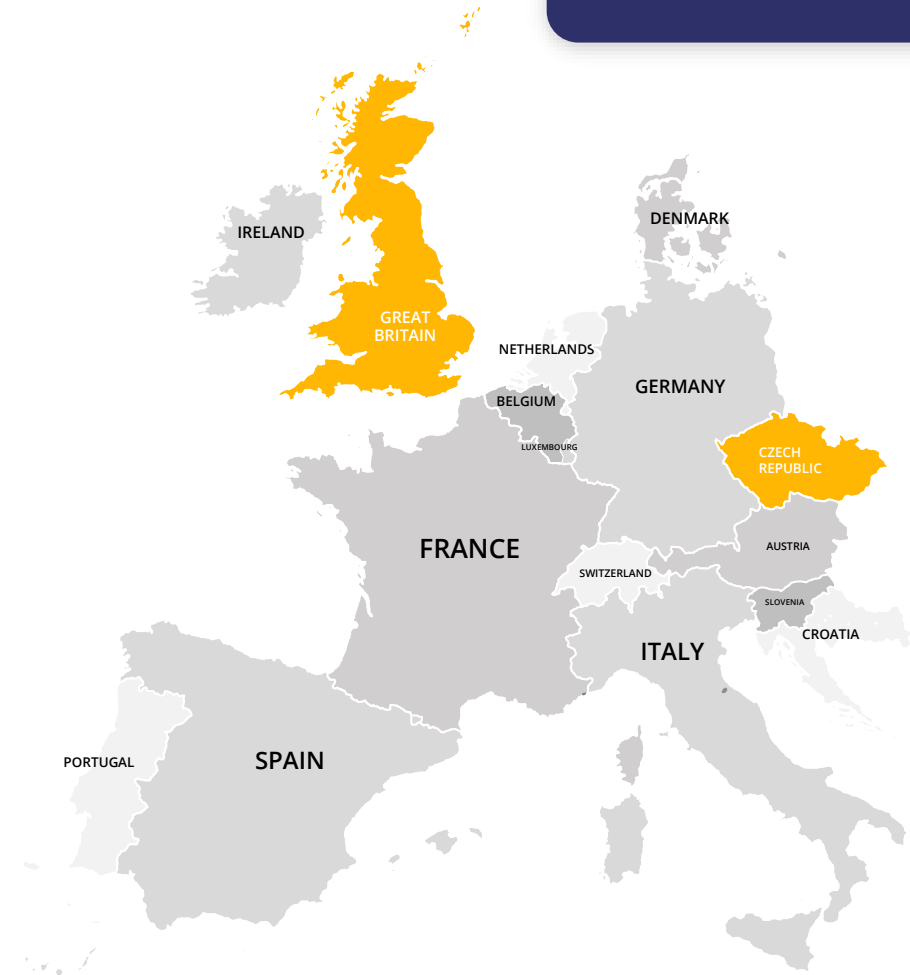 DENMARK
IRELAND
GREAT
BRITAIN
NETHERLANDS
GERMANY
BELGIUM
LUXEMBOURG
CZECH
REPUBLIC
FRANCE
AUSTRIA
SWITZERLAND
SLOVENIA
CROATIA
ITALY
SPAIN
PORTUGAL